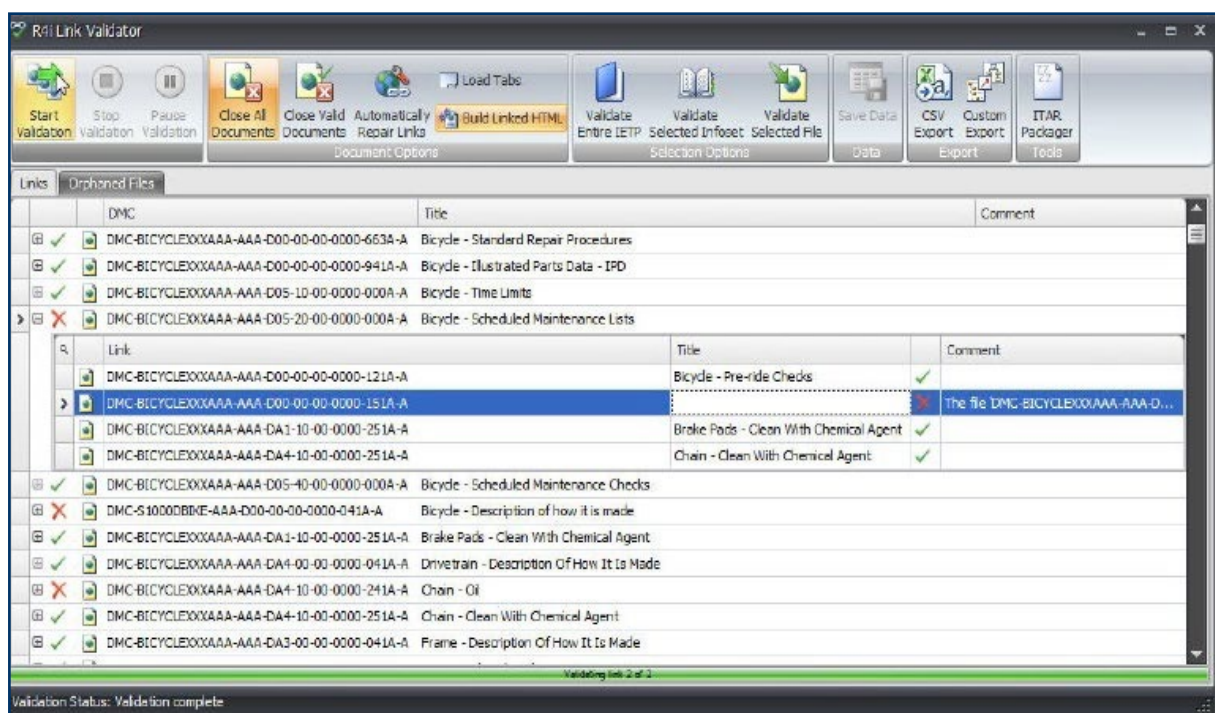 R4i Link Validator
Start Validation
Stop Validation
Pause Validation
Close All Documents
Close Valid Documents
Automatically Repair Links
Load Tabs
Build Linked HTML
Document Options
Validate Entire IETP
Validate Selected Infoset
Validate Selected File
Selection Options
Save Data
Data
CSV Export
Custom Export
Export
ITAR Packager
Tools
Links Orphaned Files
DMC Title Comment
DMC-BICYCLEXXXAAA-AAA-D00-00-00-0000-663A-A Bicycle - Standard Repair Procedures
DMC-BICYCLEXXXAAA-AAA-D00-00-00-0000-941A-A Bicycle - Illustrated Parts Data - IPD
DMC-BICYCLEXXXAAA-AAA-D05-10-00-0000-000A-A Bicycle - Time Limits
DMC-BICYCLEXXXAAA-AAA-D05-20-00-0000-000A-A Bicycle - Scheduled Maintenance Lists
Link Title Comment
DMC-BICYCLEXXXAAA-AAA-D00-00-00-0000-121A-A Bicycle - Pre-ride Checks
DMC-BICYCLEXXXAAA-AAA-D00-00-00-0000-151A-A The file 'DMC-BICYCLEXXXAAA-AAA-D...
DMC-BICYCLEXXXAAA-AAA-DA1-10-00-0000-251A-A Brake Pads - Clean With Chemical Agent
DMC-BICYCLEXXXAAA-AAA-DA4-10-00-0000-251A-A Chain - Clean With Chemical Agent
DMC-BICYCLEXXXAAA-AAA-D05-40-00-0000-000A-A Bicycle - Scheduled Maintenance Checks
DMC-S1000DBIKE-AAA-D00-00-00-0000-041A-A Bicycle - Description of how it is made
DMC-BICYCLEXXXAAA-AAA-DA1-10-00-0000-251A-A Brake Pads - Clean With Chemical Agent
DMC-BICYCLEXXXAAA-AAA-DA4-00-00-0000-041A-A Drivetrain - Description Of How It Is Made
DMC-BICYCLEXXXAAA-AAA-DA4-10-00-0000-241A-A Chain - Oil
DMC-BICYCLEXXXAAA-AAA-DA4-10-00-0000-251A-A Chain - Clean With Chemical Agent
DMC-BICYCLEXXXAAA-AAA-DA3-00-00-0000-041A-A Frame - Description Of How It Is Made
Validating link 2 of 2
Validation Status: Validation complete